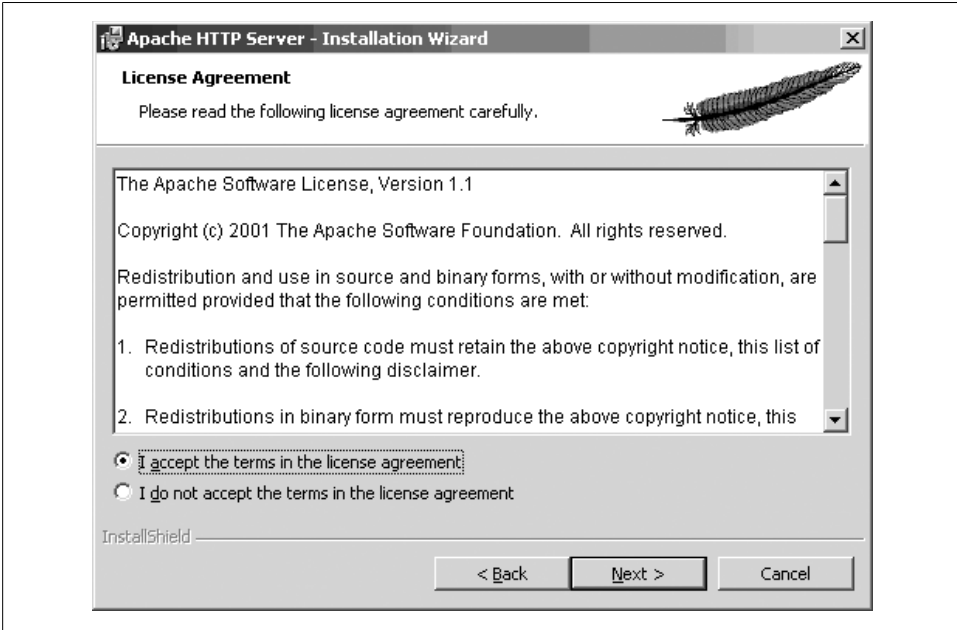 Apache HTTP Server - Installation Wizard
License Agreement
Please read the following license agreement carefully.
The Apache Software License, Version 1.1
Copyright (c) 2001 The Apache Software Foundation.  All rights reserved.
Redistribution and use in source and binary forms, with or without modification, are
permitted provided that the following conditions are met:
1.  Redistributions of source code must retain the above copyright notice, this list of
conditions and the following disclaimer.
2.  Redistributions in binary form must reproduce the above copyright notice, this
I accept the terms in the license agreement
I do not accept the terms in the license agreement
InstallShield
< Back
Next >
Cancel